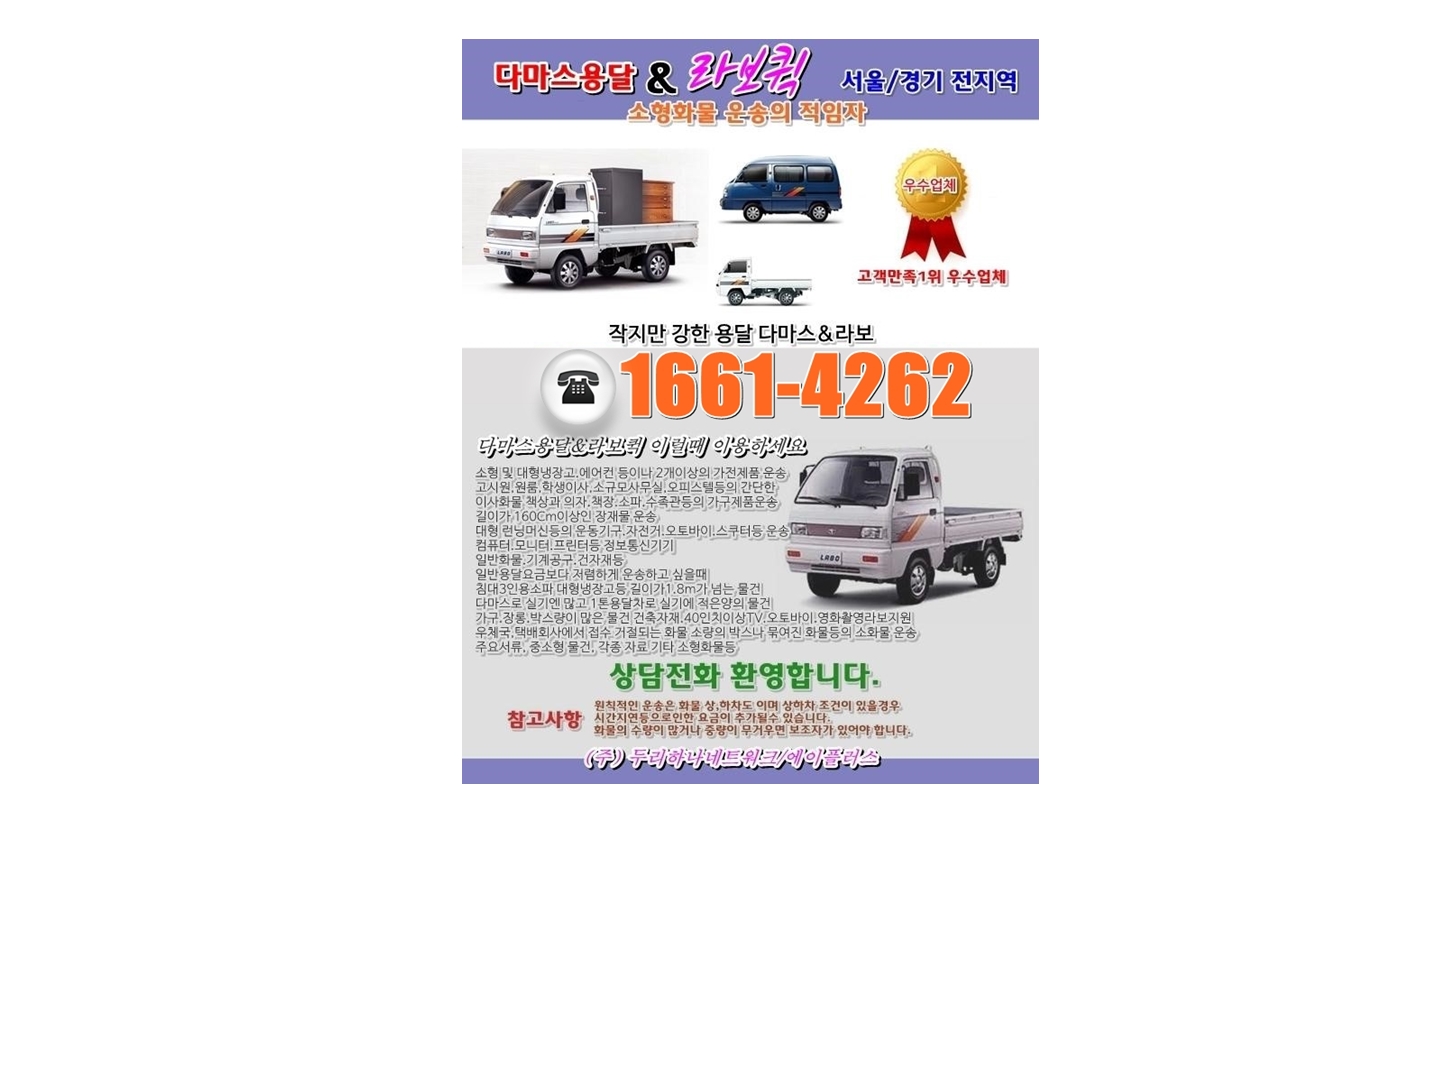 다마스용달 & 라보퀵 서울/경기 전지역
소형화물 운송의 적임자
우수업체
고객만족1위 우수업체
LABO
작지만 강한 용달 다마스&라보
1661-4262
다마스용달&라보퀵 이럴때 이용하세요
소형 및 대형냉장고.에어컨 등이나 2개이상의 가전제품 운송
고시원.원룸.학생이사.소규모사무실.오피스텔등의 간단한
이사화물 책상과 의자.책장.소파.수족관등의 가구제품운송
길이가 160Cm이상인 장재물 운송
대형 런닝머신등의 운동기구.자전거.오토바이.스쿠터등 운송
컴퓨터.모니터.프린터등 정보통신기기
일반화물.기계공구.전자재등
일반용달요금보다 저렴하게 운송하고 싶을때
침대3인용소파 대형냉장고등 길이가1.8m가 넘는 물건
다마스로 실기엔 많고 1톤용달차로 실기에 적은양의 물건
가구.장롱.박스량이 많은 물건 건축자재.40인치이상TV.오토바이.영화촬영라보지원
우체국.택배회사에서 접수 거절되는 화물 소량의 박스나 묶여진 화물등의 소화물 운송
주요서류, 중소형 물건, 각종 자료 기타 소형화물등
LABO
상담전화 환영합니다.
참고사항
원칙적인 운송은 화물 상,하차도 이며 상하차 조건이 있을경우
시간지연등으로인한 요금이 추가될수 있습니다.
화물의 수량이 많거나 중량이 무거우면 보조자가 있어야 합니다.
(주) 두리하나네트워크/에이플러스